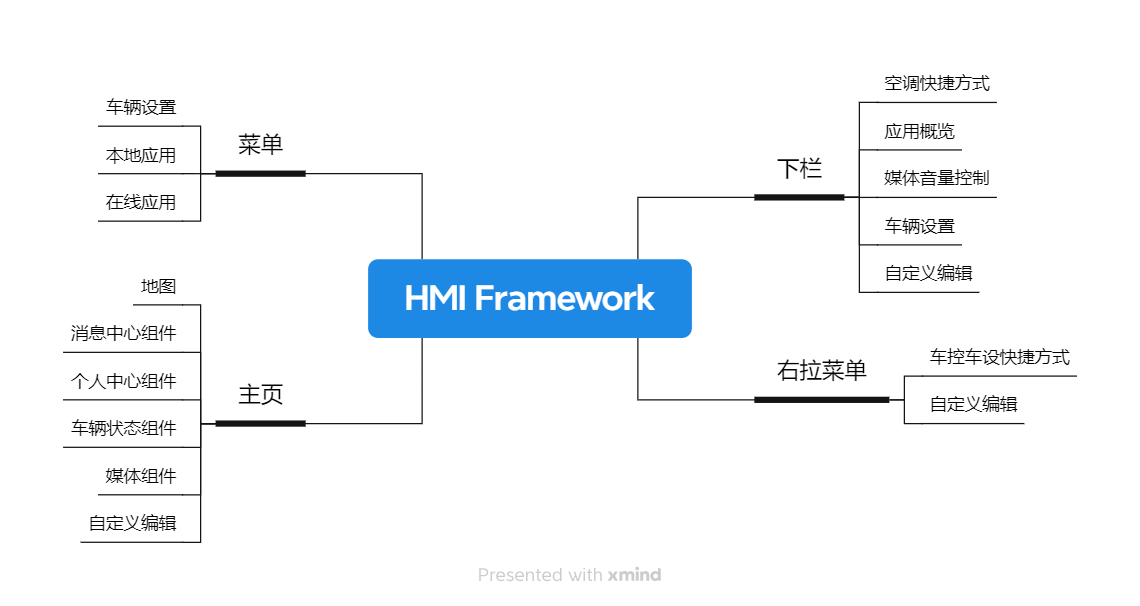 HMI Framework
菜单
车辆设置
本地应用
在线应用
主页
地图
消息中心组件
个人中心组件
车辆状态组件
媒体组件
自定义编辑
下栏
空调快捷方式
应用概览
媒体音量控制
车辆设置
自定义编辑
右拉菜单
车控车设快捷方式
自定义编辑
Presented with xmind